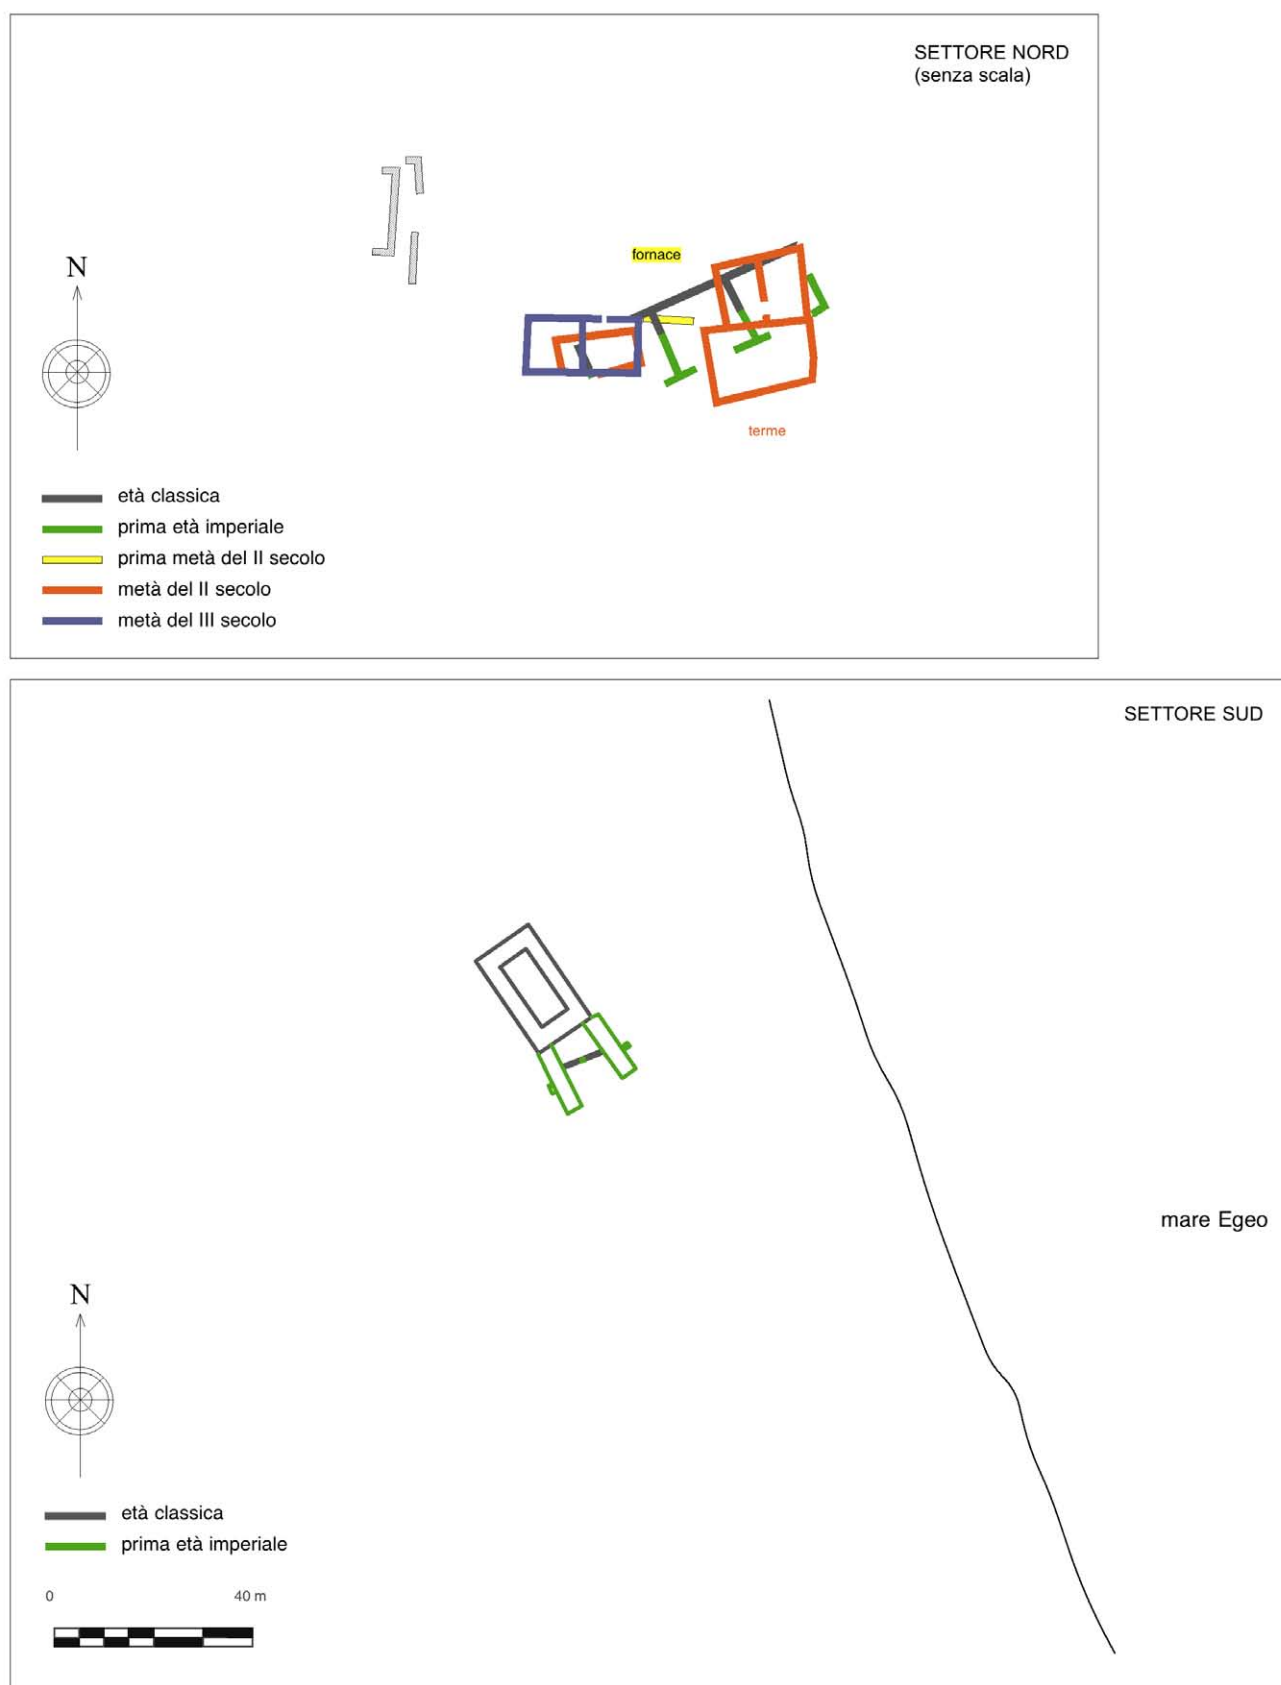 SETTORE NORD
(senza scala)
fornace
N
terme
età classica
prima età imperiale
prima metà del II secolo
metà del II secolo
metà del III secolo
SETTORE SUD
mare Egeo
N
età classica
prima età imperiale
0 40 m